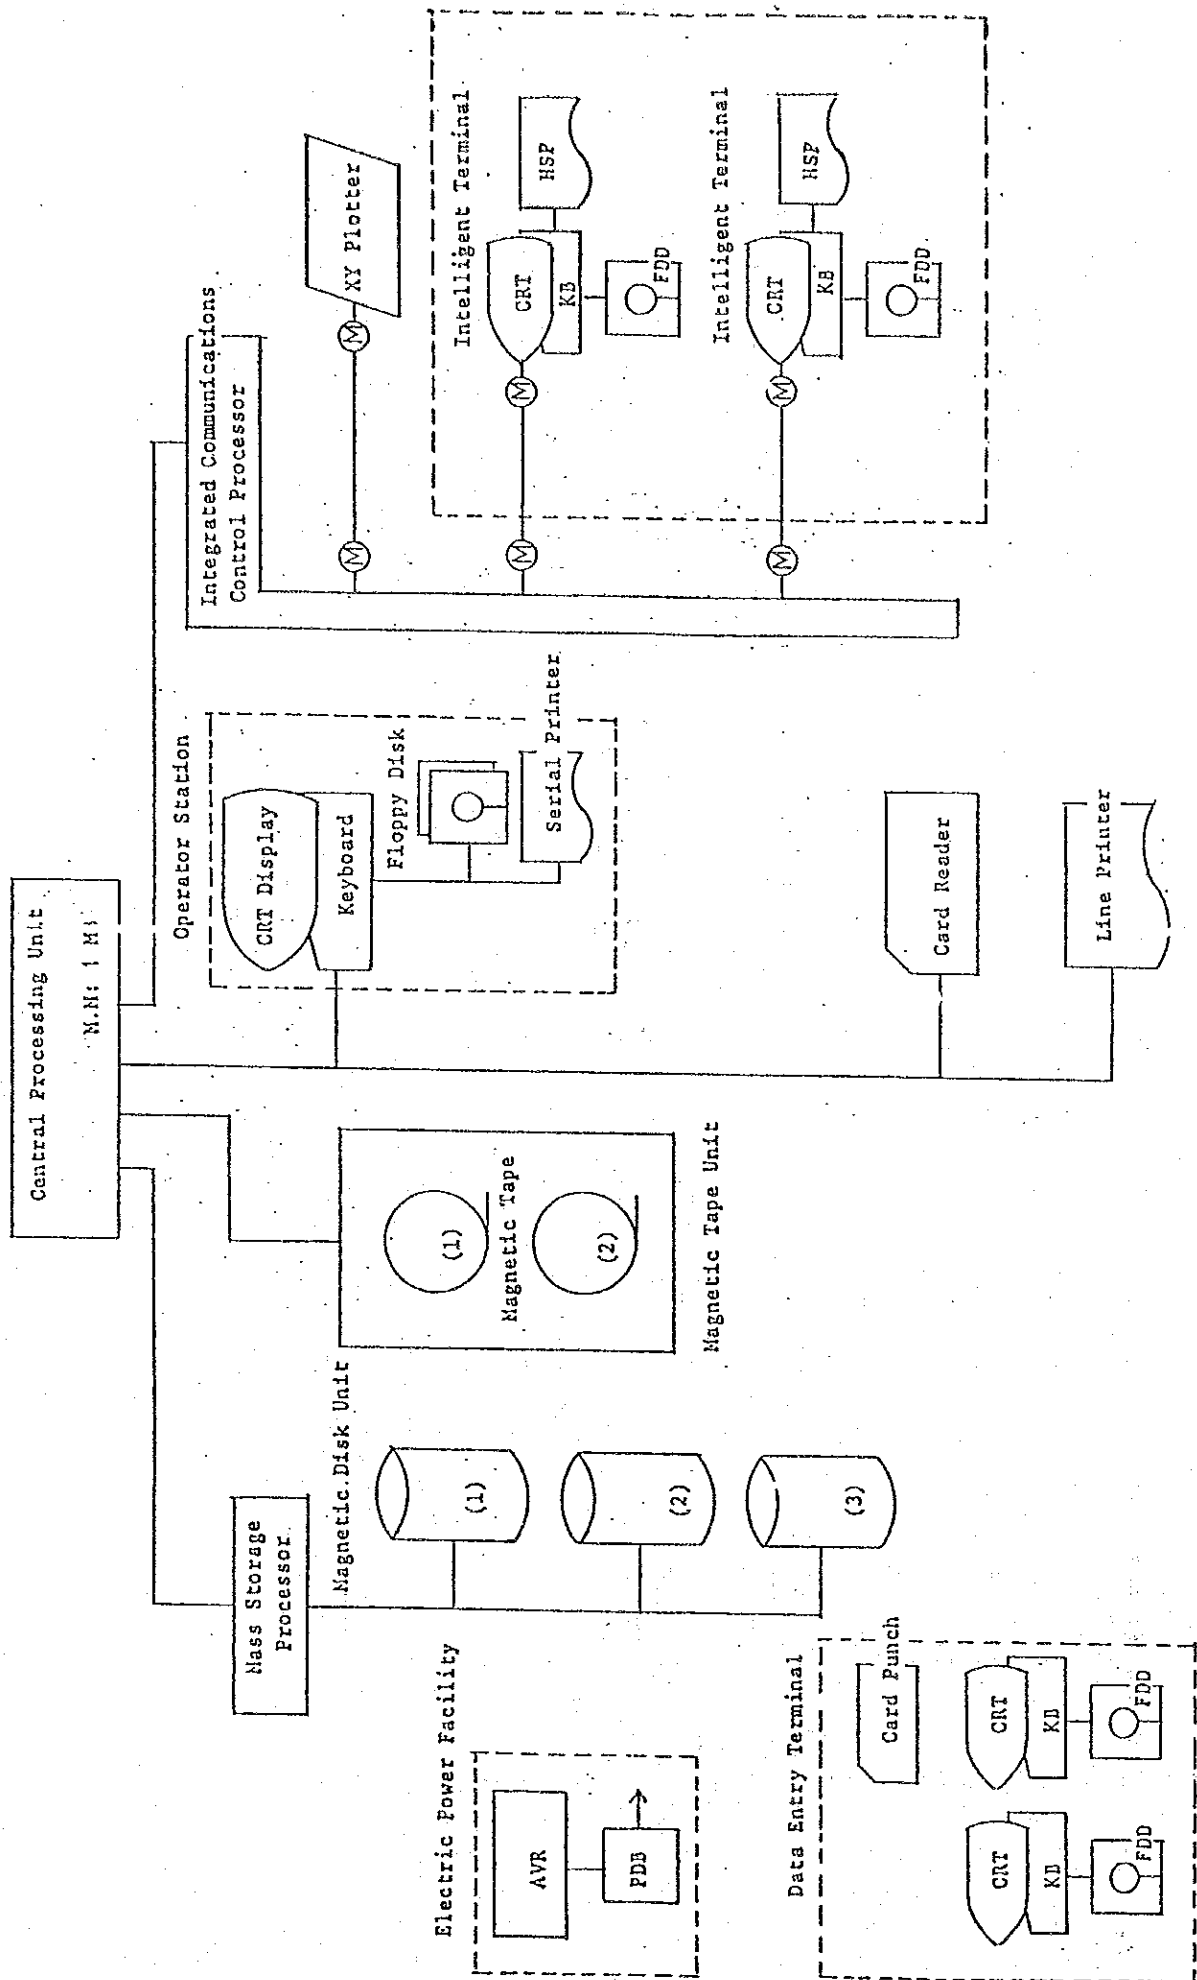 Central Processing Unit
M.M: 1 M
Mass Storage
Processor
Magnetic Disk Unit
(1)
(2)
(3)
(1)
Magnetic Tape
(2)
Magnetic Tape Unit
Operator Station
CRT Display
Keyboard
Floppy Disk
Serial Printer
Card Reader
Line Printer
Integrated Communications
Control Processor
M
M
XY Plotter
Intelligent Terminal
M
M
CRT
KB
HSP
FDD
Intelligent Terminal
M
M
CRT
KB
HSP
FDD
Electric Power Facility
AVR
PDB
Data Entry Terminal
Card Punch
CRT
KB
FDD
CRT
KB
FDD